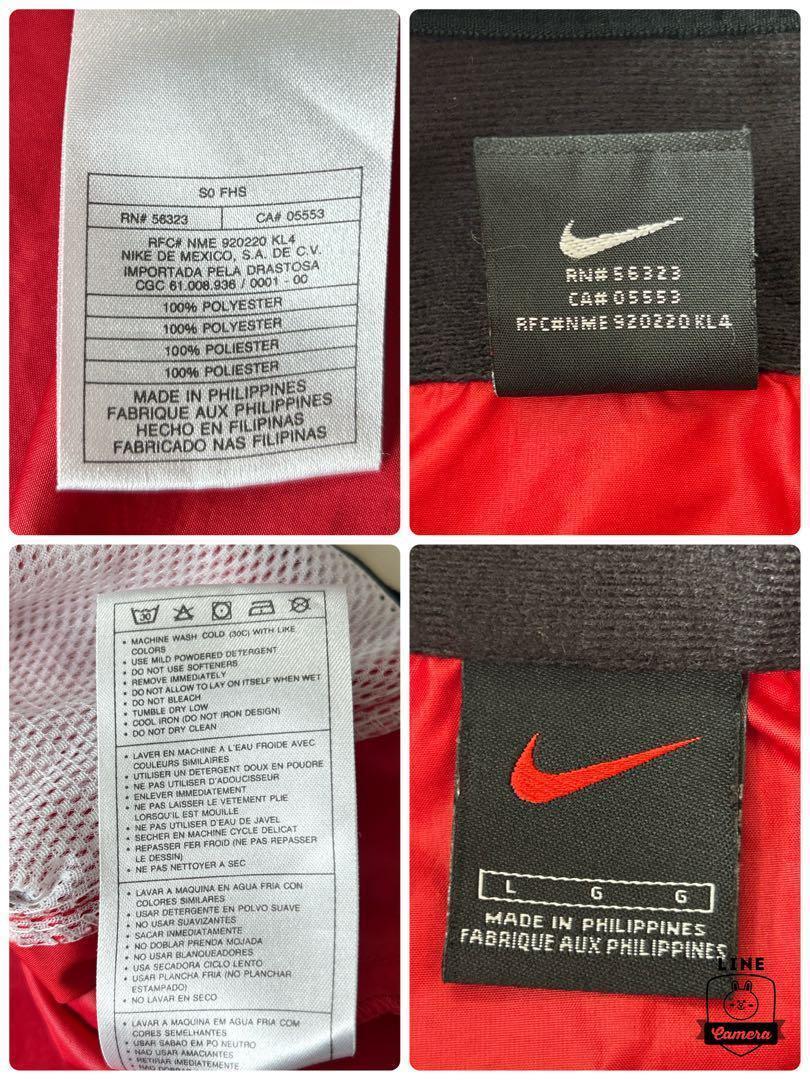 S0 FHS
RN# 56323 CA# 05553
RFC# NME 920220 KL4
NIKE DE MEXICO, S.A. DE C.V.
IMPORTADA PELA DRASTOSA
CGC 61.008.936 / 0001 - 00
100% POLYESTER
100% POLYESTER
100% POLIESTER
100% POLIESTER
MADE IN PHILIPPINES
FABRIQUE AUX PHILIPPINES
HECHO EN FILIPINAS
FABRICADO NAS FILIPINAS
RN# 56323
CA# 05553
RFC#NME 920220 KL4
30
• MACHINE WASH COLD (30C) WITH LIKE
COLORS
• USE MILD POWDERED DETERGENT
• DO NOT USE SOFTENERS
• REMOVE IMMEDIATELY
• DO NOT ALLOW TO LAY ON ITSELF WHEN WET
• DO NOT BLEACH
• TUMBLE DRY LOW
• COOL IRON (DO NOT IRON DESIGN)
• DO NOT DRY CLEAN
• LAVER EN MACHINE A L'EAU FROIDE AVEC
COULEURS SIMILAIRES
• UTILISER UN DETERGENT DOUX EN POUDRE
• NE PAS UTILISER D'ADOUCISSEUR
• ENLEVER IMMEDIATEMENT
• NE PAS LAISSER LE VETEMENT PLIE
LORSQU'IL EST MOUILLE
• NE PAS UTILISER D'EAU DE JAVEL
• SECHER EN MACHINE CYCLE DELICAT
• REPASSER FER FROID (NE PAS REPASSER
LE DESSIN)
• NE PAS NETTOYER A SEC
• LAVAR A MAQUINA EN AGUA FRIA CON
COLORES SIMILARES
• USAR DETERGENTE EN POLVO SUAVE
• NO USAR SUAVIZANTES
• SACAR INMEDIATAMENTE
• NO DOBLAR PRENDA MOJADA
• NO USAR BLANQUEADORES
• USA SECADORA CICLO LENTO
• USAR PLANCHA FRIA (NO PLANCHAR
ESTAMPADO)
• NO LAVAR EN SECO
• LAVAR A MAQUINA EM AGUA FRIA COM
CORES SEMELHANTES
• USAR SABAO EM PO NEUTRO
• NAO USAR AMACIANTES
• RETIRAR IMEDIATAMENTE
L G G
MADE IN PHILIPPINES
FABRIQUE AUX PHILIPPINES
LINE
Camera